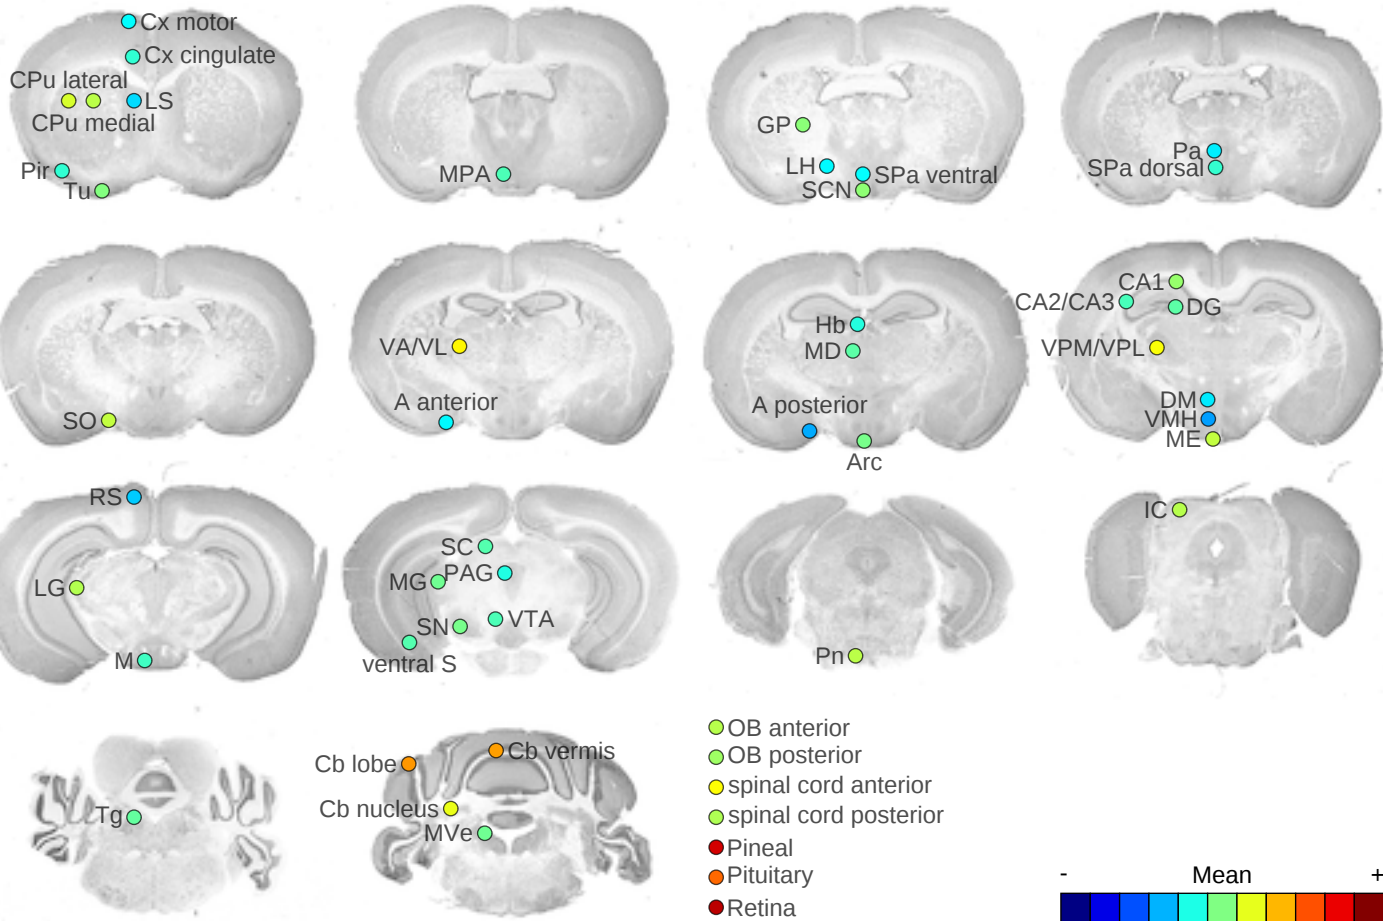 Cx motor
Cx cingulate
CPu lateral
LS
CPu medial
Pir
Tu
MPA
GP
LH
SPa ventral
SCN
Pa
SPa dorsal
SO
VA/VL
A anterior
Hb
MD
A posterior
Arc
CA1
CA2/CA3
DG
VPM/VPL
DM
VMH
ME
RS
LG
M
SC
MG
PAG
SN
VTA
ventral S
Pn
IC
Tg
Cb lobe
Cb vermis
Cb nucleus
MVe
OB anterior
OB posterior
spinal cord anterior
spinal cord posterior
Pineal
Pituitary
Retina
- Mean +